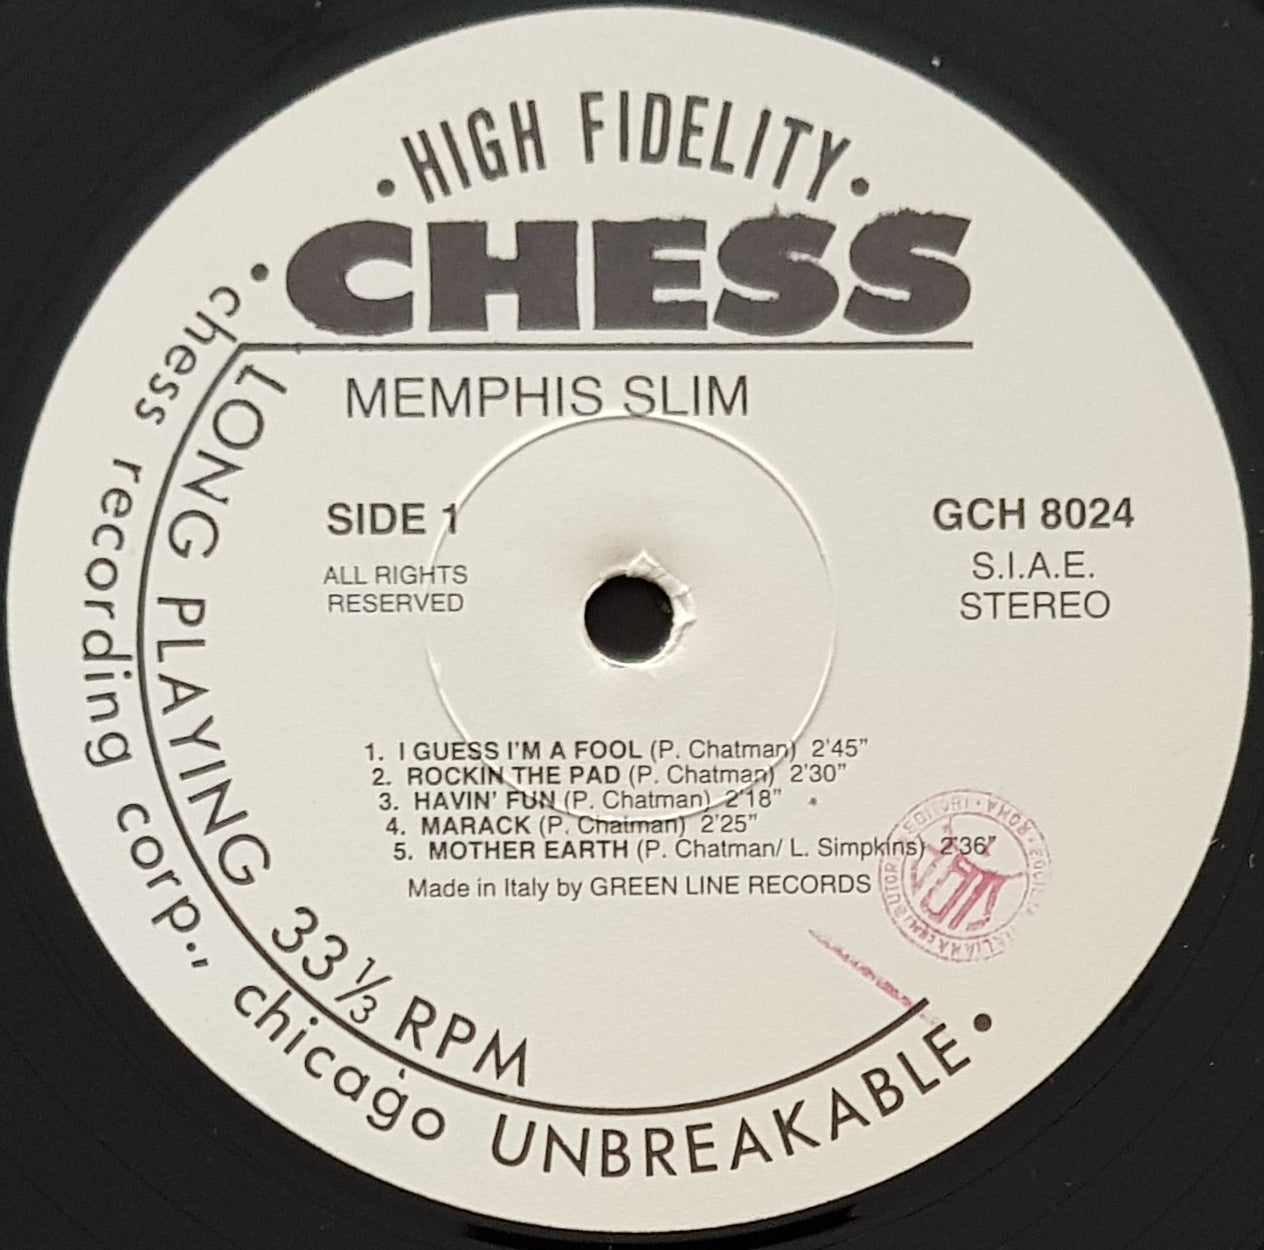 • HIGH FIDELITY •
CHESS
MEMPHIS SLIM
SIDE 1
ALL RIGHTS
RESERVED
GCH 8024
S.I.A.E.
STEREO
1. I GUESS I'M A FOOL (P. Chatman) 2'45"
2. ROCKIN THE PAD (P. Chatman) 2'30"
3. HAVIN' FUN (P. Chatman) 2'18"
4. MARACK (P. Chatman) 2'25"
5. MOTHER EARTH (P. Chatman/ L. Simpkins) 2'36"
Made in Italy by GREEN LINE RECORDS
LONG PLAYING 33⅓ RPM
• chess recording corp., chicago UNBREAKABLE •
ROMA